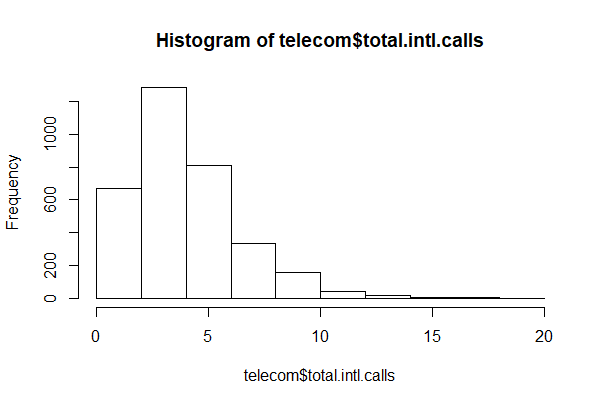 Histogram of telecom$total.intl.calls
Frequency
1000
600
200
0
0 5 10 15 20
telecom$total.intl.calls